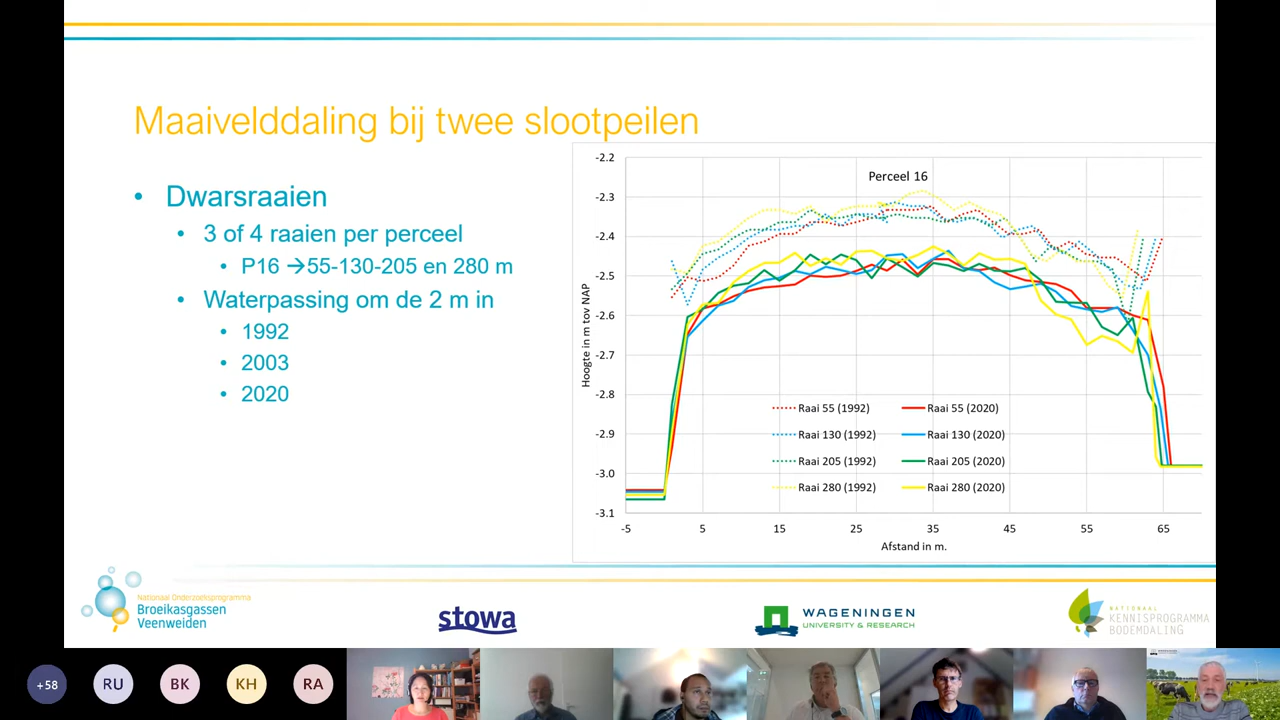 Maaivelddaling bij twee slootpeilen
• Dwarsraaien
• 3 of 4 raaien per perceel
• P16 →55-130-205 en 280 m
• Waterpassing om de 2 m in
• 1992
• 2003
• 2020
Perceel 16
Hoogte in m tov NAP
-2.2
-2.3
-2.4
-2.5
-2.6
-2.7
-2.8
-2.9
-3.0
-3.1
Raai 55 (1992) Raai 55 (2020)
Raai 130 (1992) Raai 130 (2020)
Raai 205 (1992) Raai 205 (2020)
Raai 280 (1992) Raai 280 (2020)
-5 5 15 25 35 45 55 65
Afstand in m.
Nationaal Onderzoeksprogramma
Broeikasgassen
Veenweiden
stowa
WAGENINGEN
UNIVERSITY & RESEARCH
NATIONAAL
KENNISPROGRAMMA
BODEMDALING
+58 RU BK KH RA